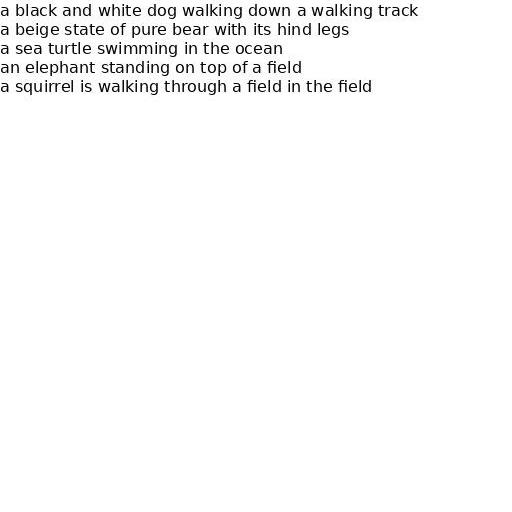 a black and white dog walking down a walking track
a beige state of pure bear with its hind legs
a sea turtle swimming in the ocean
an elephant standing on top of a field
a squirrel is walking through a field in the field